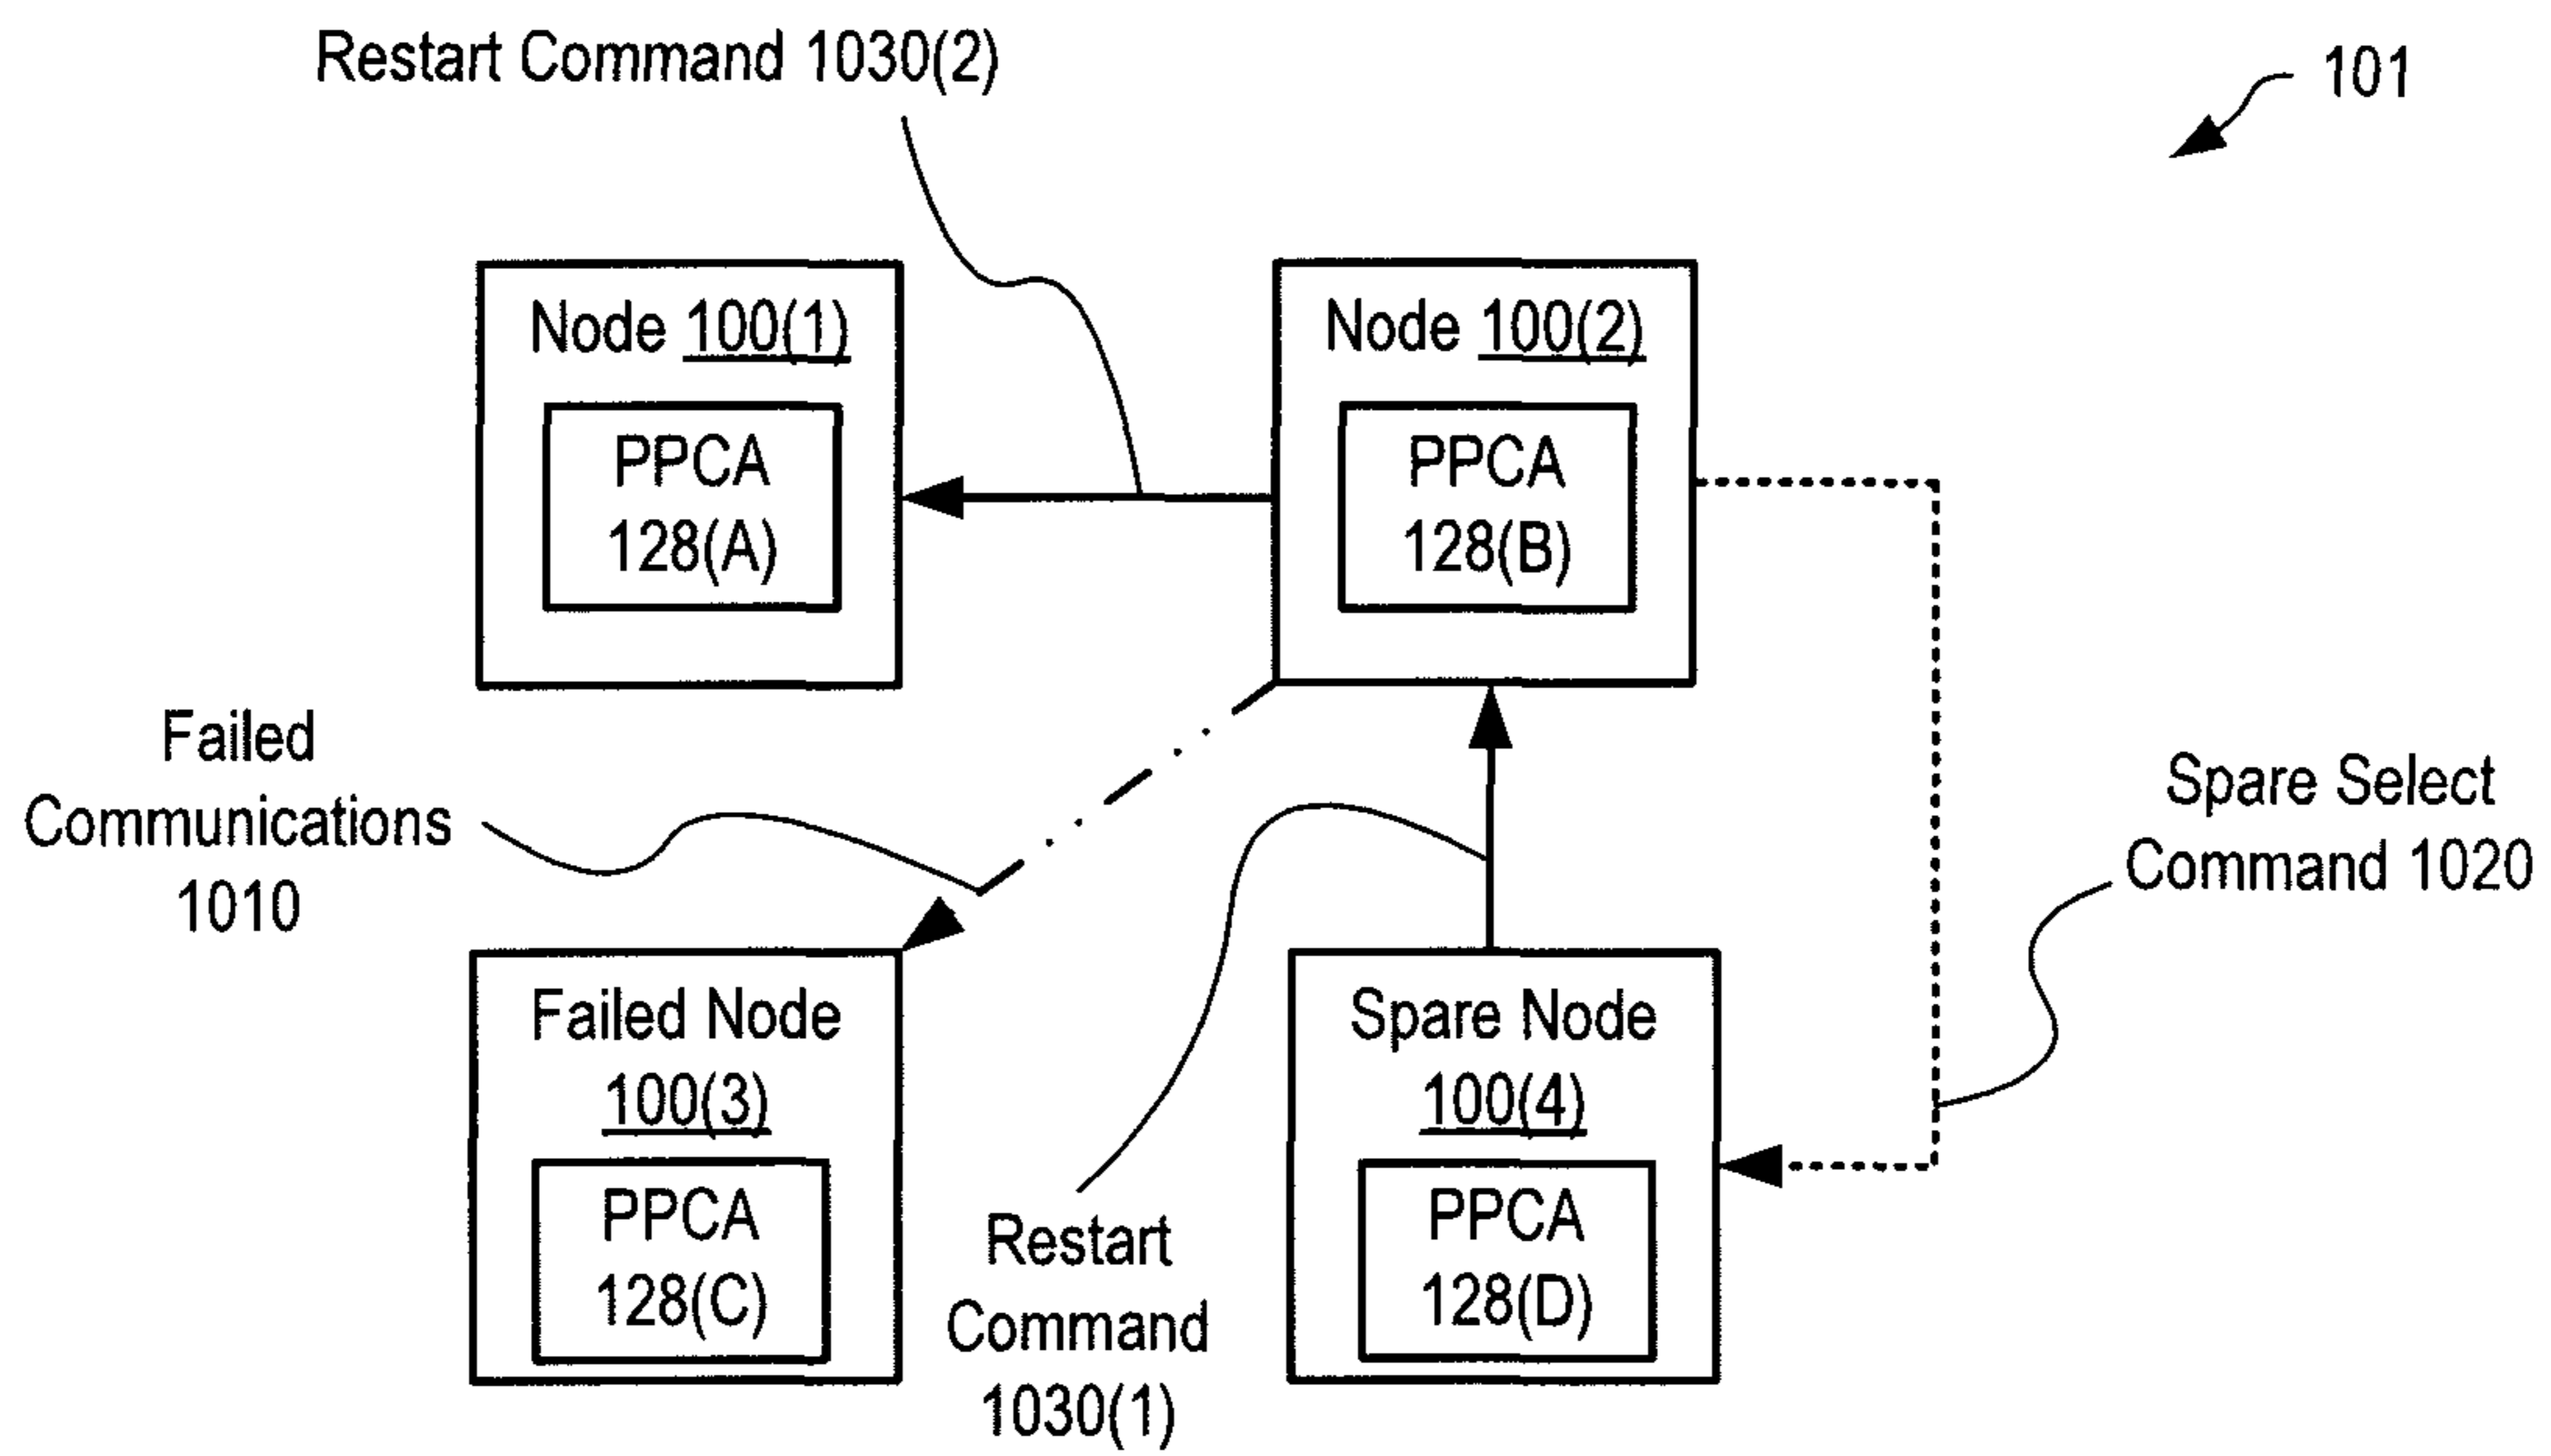 Restart Command 1030(2)
101
Node 100(1)
PPCA
128(A)
Node 100(2)
PPCA
128(B)
Failed
Communications
1010
Spare Select
Command 1020
Failed Node
100(3)
PPCA
128(C)
Spare Node
100(4)
PPCA
128(D)
Restart
Command
1030(1)